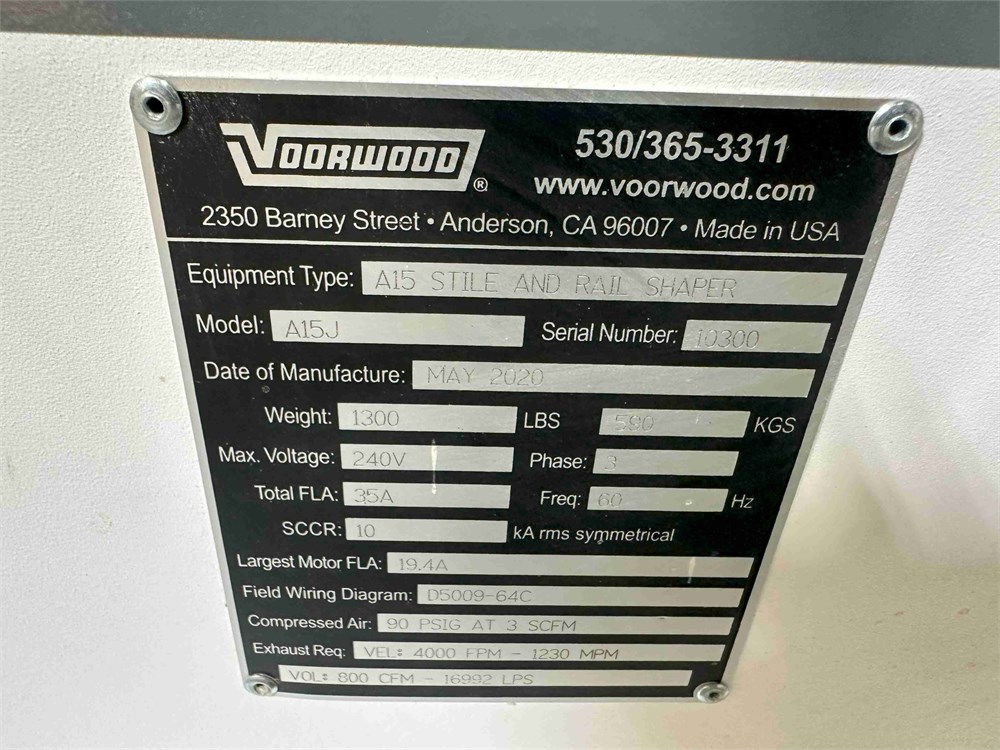 VOORWOOD®
530/365-3311
www.voorwood.com
2350 Barney Street • Anderson, CA 96007 • Made in USA
Equipment Type: A15 STILE AND RAIL SHAPER
Model: A15J Serial Number: 10300
Date of Manufacture: MAY 2020
Weight: 1300 LBS 590 KGS
Max. Voltage: 240V Phase: 3
Total FLA: 35A Freq: 60 Hz
SCCR: 10 kA rms symmetrical
Largest Motor FLA: 19.4A
Field Wiring Diagram: D5009-64C
Compressed Air: 90 PSIG AT 3 SCFM
Exhaust Req: VEL: 4000 FPM - 1230 MPM
VOL: 800 CFM - 16992 LPS